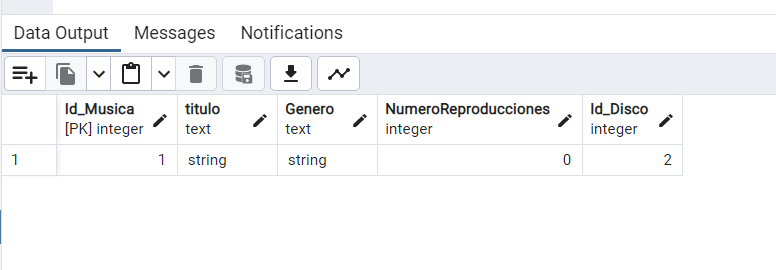 Data Output Messages Notifications
Id_Musica titulo Genero NumeroReproducciones Id_Disco
[PK] integer text text integer integer
1 1 string string 0 2